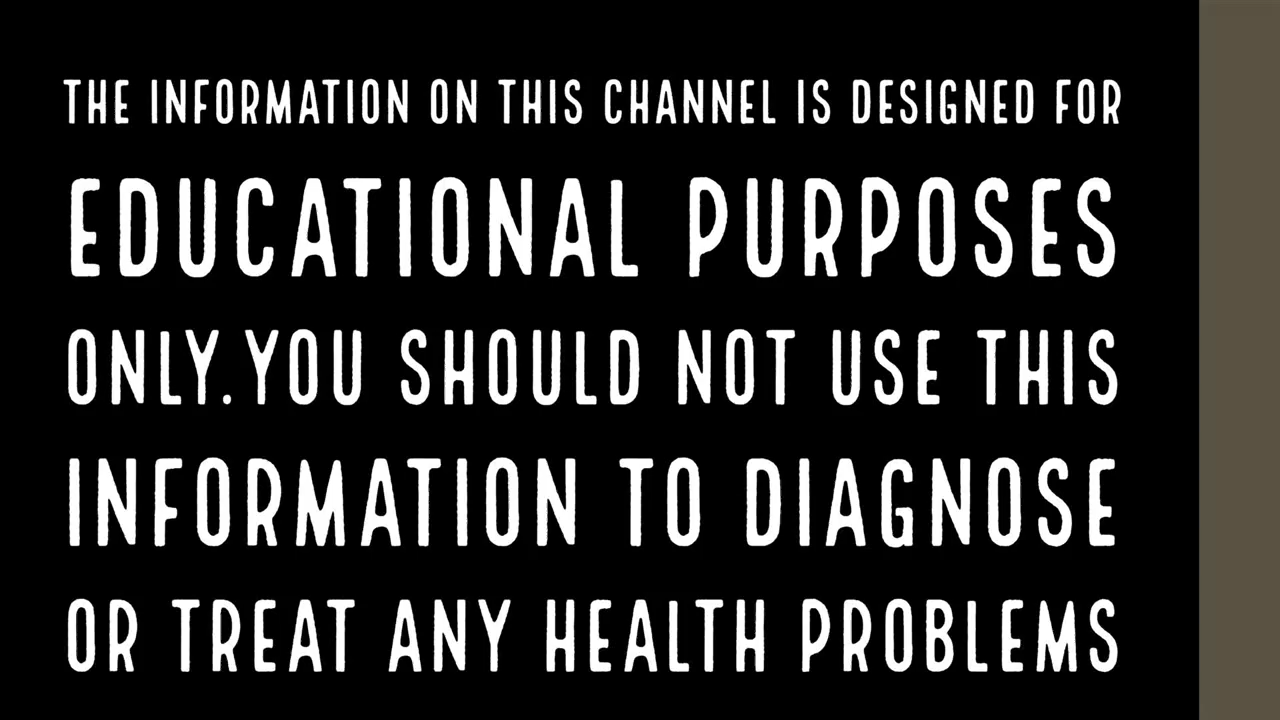 THE INFORMATION ON THIS CHANNEL IS DESIGNED FOR
EDUCATIONAL PURPOSES
ONLY.YOU SHOULD NOT USE THIS
INFORMATION TO DIAGNOSE
OR TREAT ANY HEALTH PROBLEMS